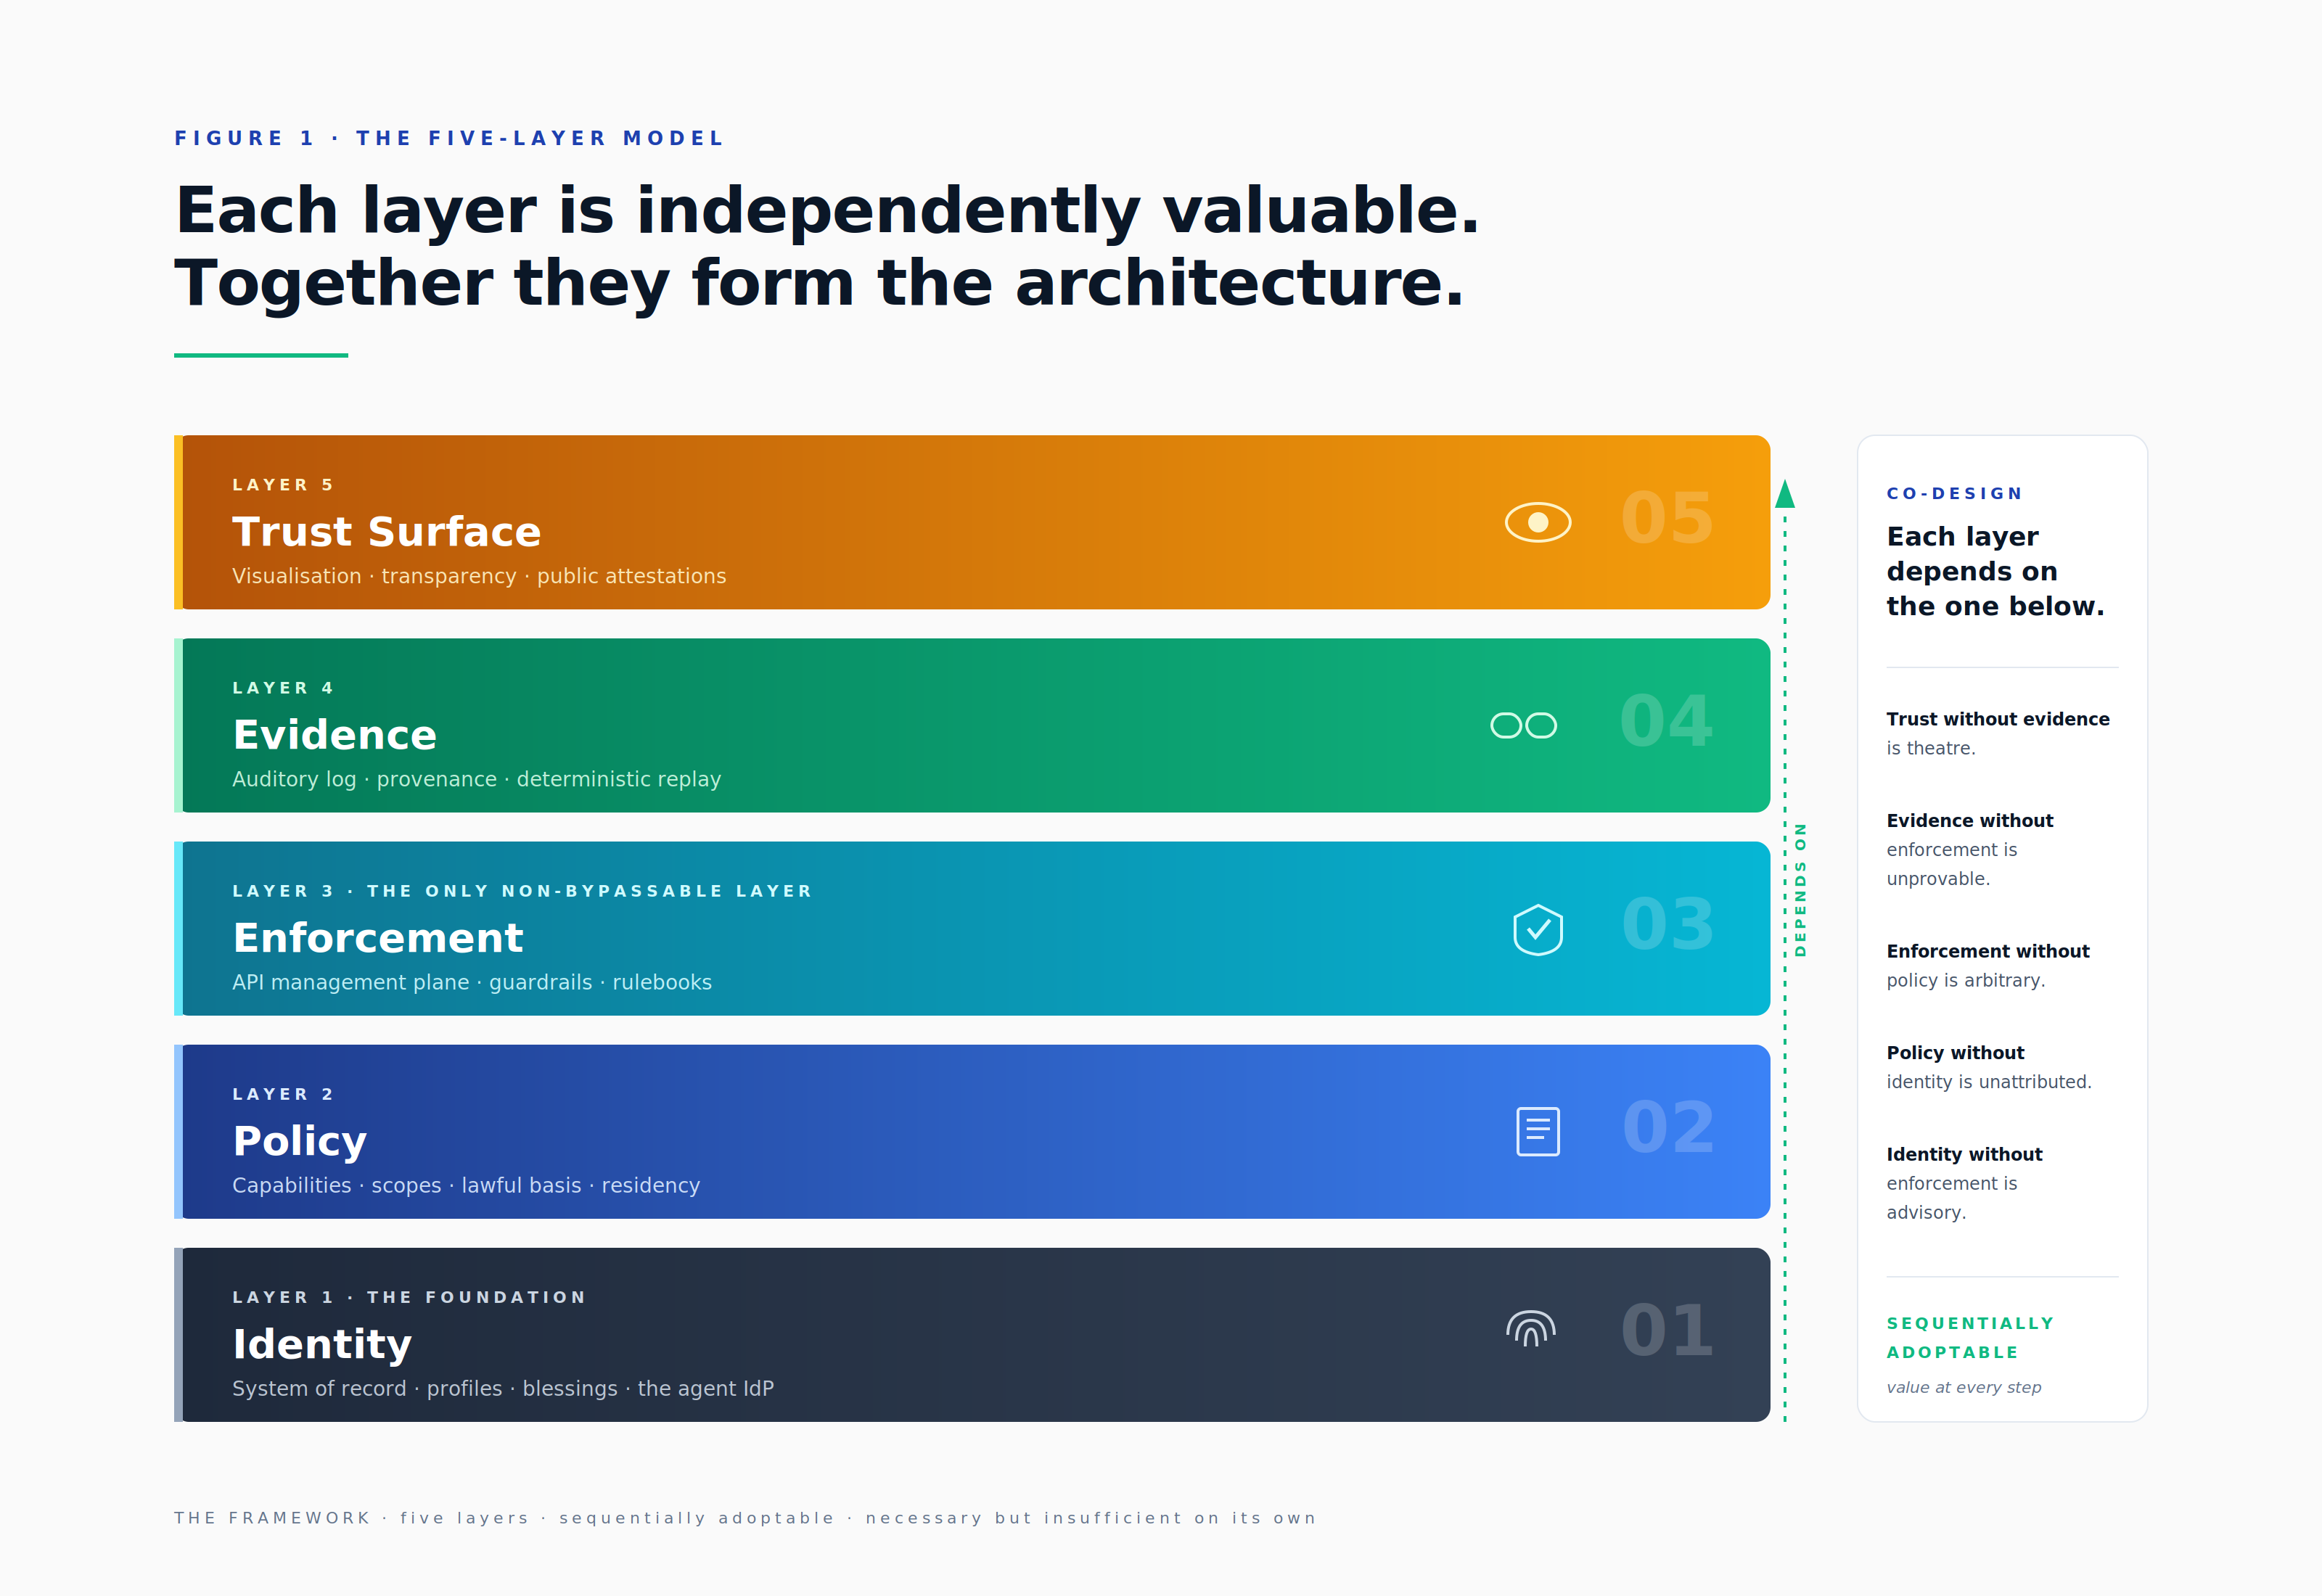 FIGURE 1 · THE FIVE-LAYER MODEL
Each layer is independently valuable.
Together they form the architecture.
LAYER 5
Trust Surface
Visualisation · transparency · public attestations
05
LAYER 4
Evidence
Auditory log · provenance · deterministic replay
04
LAYER 3 · THE ONLY NON-BYPASSABLE LAYER
Enforcement
API management plane · guardrails · rulebooks
03
LAYER 2
Policy
Capabilities · scopes · lawful basis · residency
02
LAYER 1 · THE FOUNDATION
Identity
System of record · profiles · blessings · the agent IdP
01
DEPENDS ON
CO-DESIGN
Each layer
depends on
the one below.
Trust without evidence
is theatre.
Evidence without
enforcement is
unprovable.
Enforcement without
policy is arbitrary.
Policy without
identity is unattributed.
Identity without
enforcement is
advisory.
SEQUENTIALLY
ADOPTABLE
value at every step
THE FRAMEWORK · five layers · sequentially adoptable · necessary but insufficient on its own